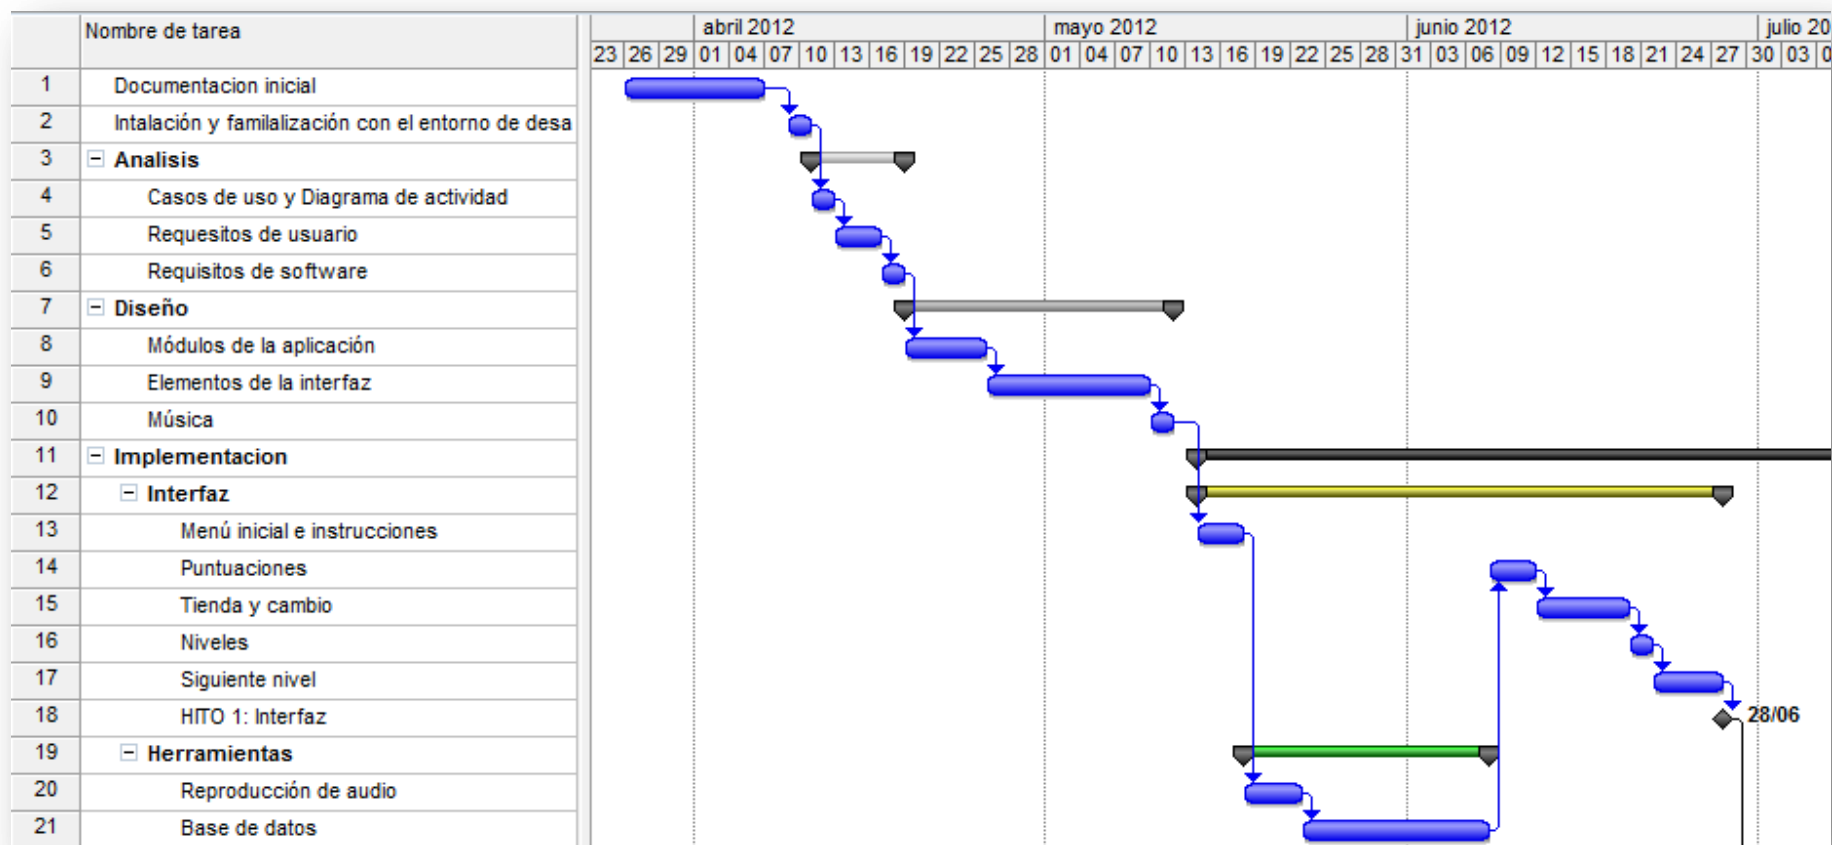 Nombre de tarea
abril 2012 mayo 2012 junio 2012 julio 20
23 26 29 01 04 07 10 13 16 19 22 25 28 01 04 07 10 13 16 19 22 25 28 31 03 06 09 12 15 18 21 24 27 30 03 0
1 Documentacion inicial
2 Intalación y familalización con el entorno de desa
3 Analisis
4 Casos de uso y Diagrama de actividad
5 Requesitos de usuario
6 Requisitos de software
7 Diseño
8 Módulos de la aplicación
9 Elementos de la interfaz
10 Música
11 Implementacion
12 Interfaz
13 Menú inicial e instrucciones
14 Puntuaciones
15 Tienda y cambio
16 Niveles
17 Siguiente nivel
18 HITO 1: Interfaz 28/06
19 Herramientas
20 Reproducción de audio
21 Base de datos